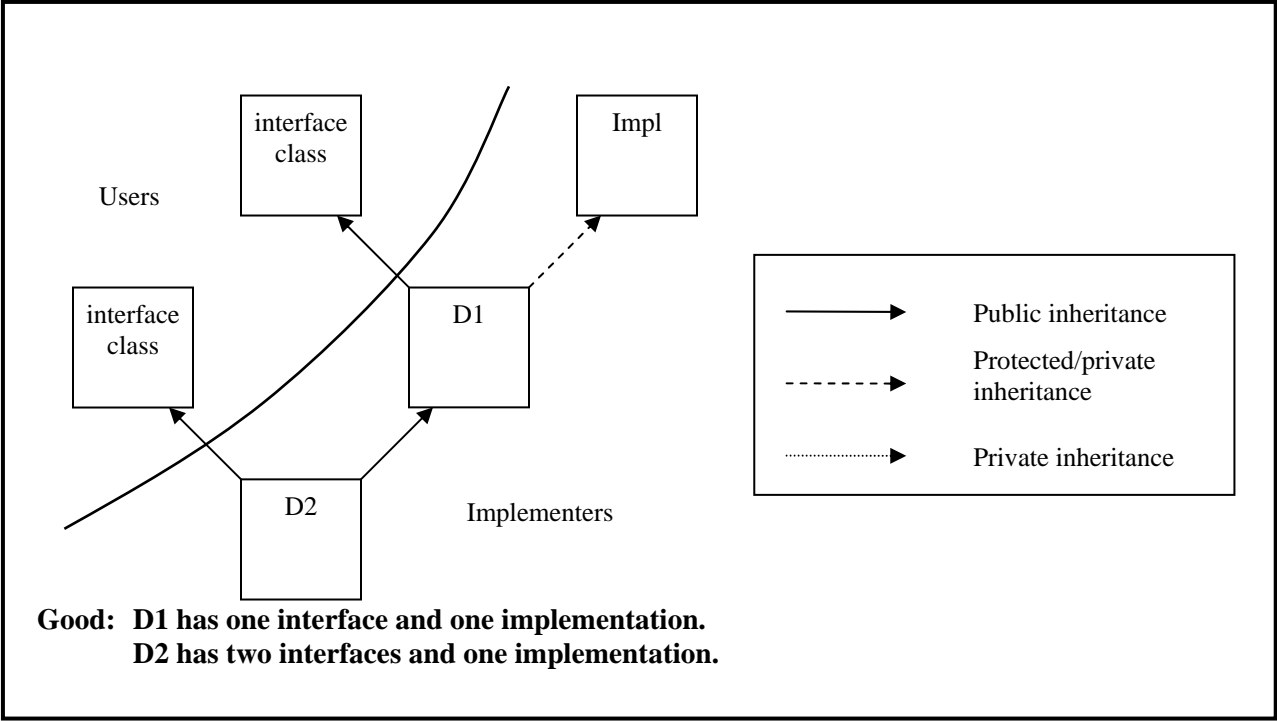 interface
class
Impl
Users
interface
class
D1
Public inheritance
Protected/private
inheritance
Private inheritance
D2
Implementers
Good: D1 has one interface and one implementation.
D2 has two interfaces and one implementation.